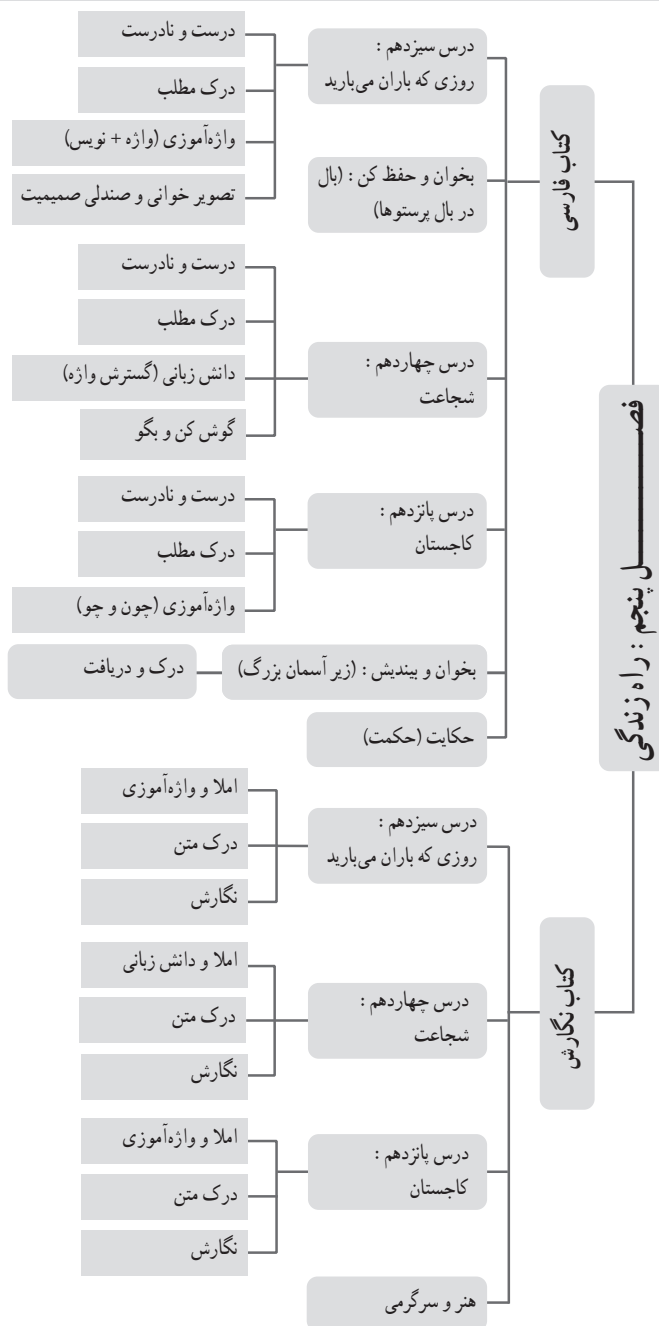 فصل پنجم : راه زندگی
کتاب فارسی
درس سیزدهم :
روزی که باران می‌بارید
درست و نادرست
درک مطلب
واژه‌آموزی (واژه + نویس)
تصویر خوانی و صندلی صمیمیت
بخوان و حفظ کن : (بال
در بال پرستوها)
درس چهاردهم :
شجاعت
درست و نادرست
درک مطلب
دانش زبانی (گسترش واژه)
گوش کن و بگو
درس پانزدهم :
کاجستان
درست و نادرست
درک مطلب
واژه‌آموزی (چون و چو)
بخوان و بیندیش : (زیر آسمان بزرگ)
درک و دریافت
حکایت (حکمت)
کتاب نگارش
درس سیزدهم :
روزی که باران می‌بارید
املا و واژه‌آموزی
درک متن
نگارش
درس چهاردهم :
شجاعت
املا و دانش زبانی
درک متن
نگارش
درس پانزدهم :
کاجستان
املا و واژه‌آموزی
درک متن
نگارش
هنر و سرگرمی